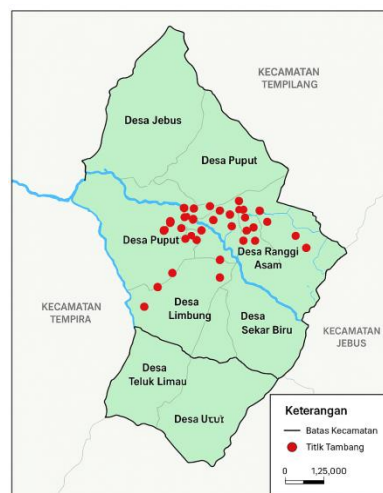 KECAMATAN
TEMPILANG
Desa Jebus
Desa Puput
Desa Puput
Desa Ranggi
Asam
KECAMATAN
TEMPIRA
Desa
Limbung
Desa
Sekar Biru
KECAMATAN
JEBUS
Desa
Teluk Limau
Desa
Keterangan
Batas Kecamatan
Titik Tambang
0
1,25,000